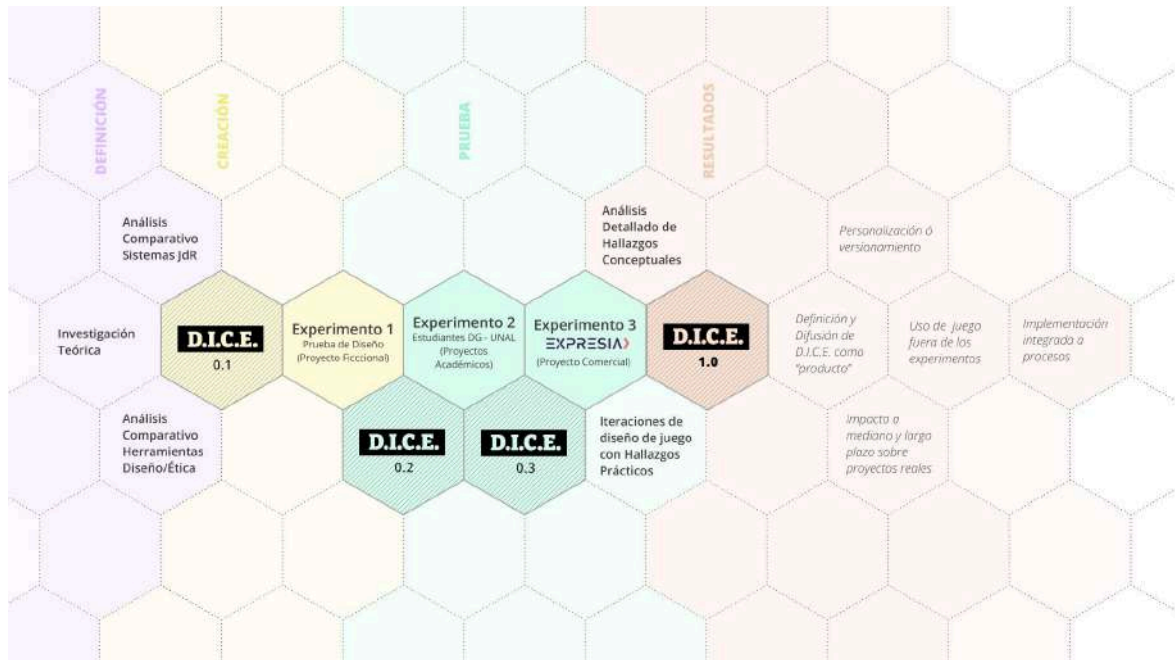 DEFINICIÓN
CREACIÓN
PRUEBA
RESULTADOS
Análisis
Comparativo
Sistemas JdR
Investigación
Teórica
Análisis
Comparativo
Herramientas
Diseño/Ética
D.I.C.E.
0.1
Experimento 1
Prueba de Diseño
(Proyecto Ficcional)
Experimento 2
Estudiantes DG - UNAL
(Proyectos
Académicos)
Experimento 3
EXPRESIA
(Proyecto Comercial)
D.I.C.E.
0.2
D.I.C.E.
0.3
Análisis
Detallado de
Hallazgos
Conceptuales
D.I.C.E.
1.0
Iteraciones de
diseño de juego
con Hallazgos
Prácticos
Personalización ó
versionamiento
Definición y
Difusión de
D.I.C.E. como
"producto"
Uso de juego
fuera de los
experimentos
Implementación
integrada a
procesos
Impacto a
mediano y largo
plazo sobre
proyectos reales